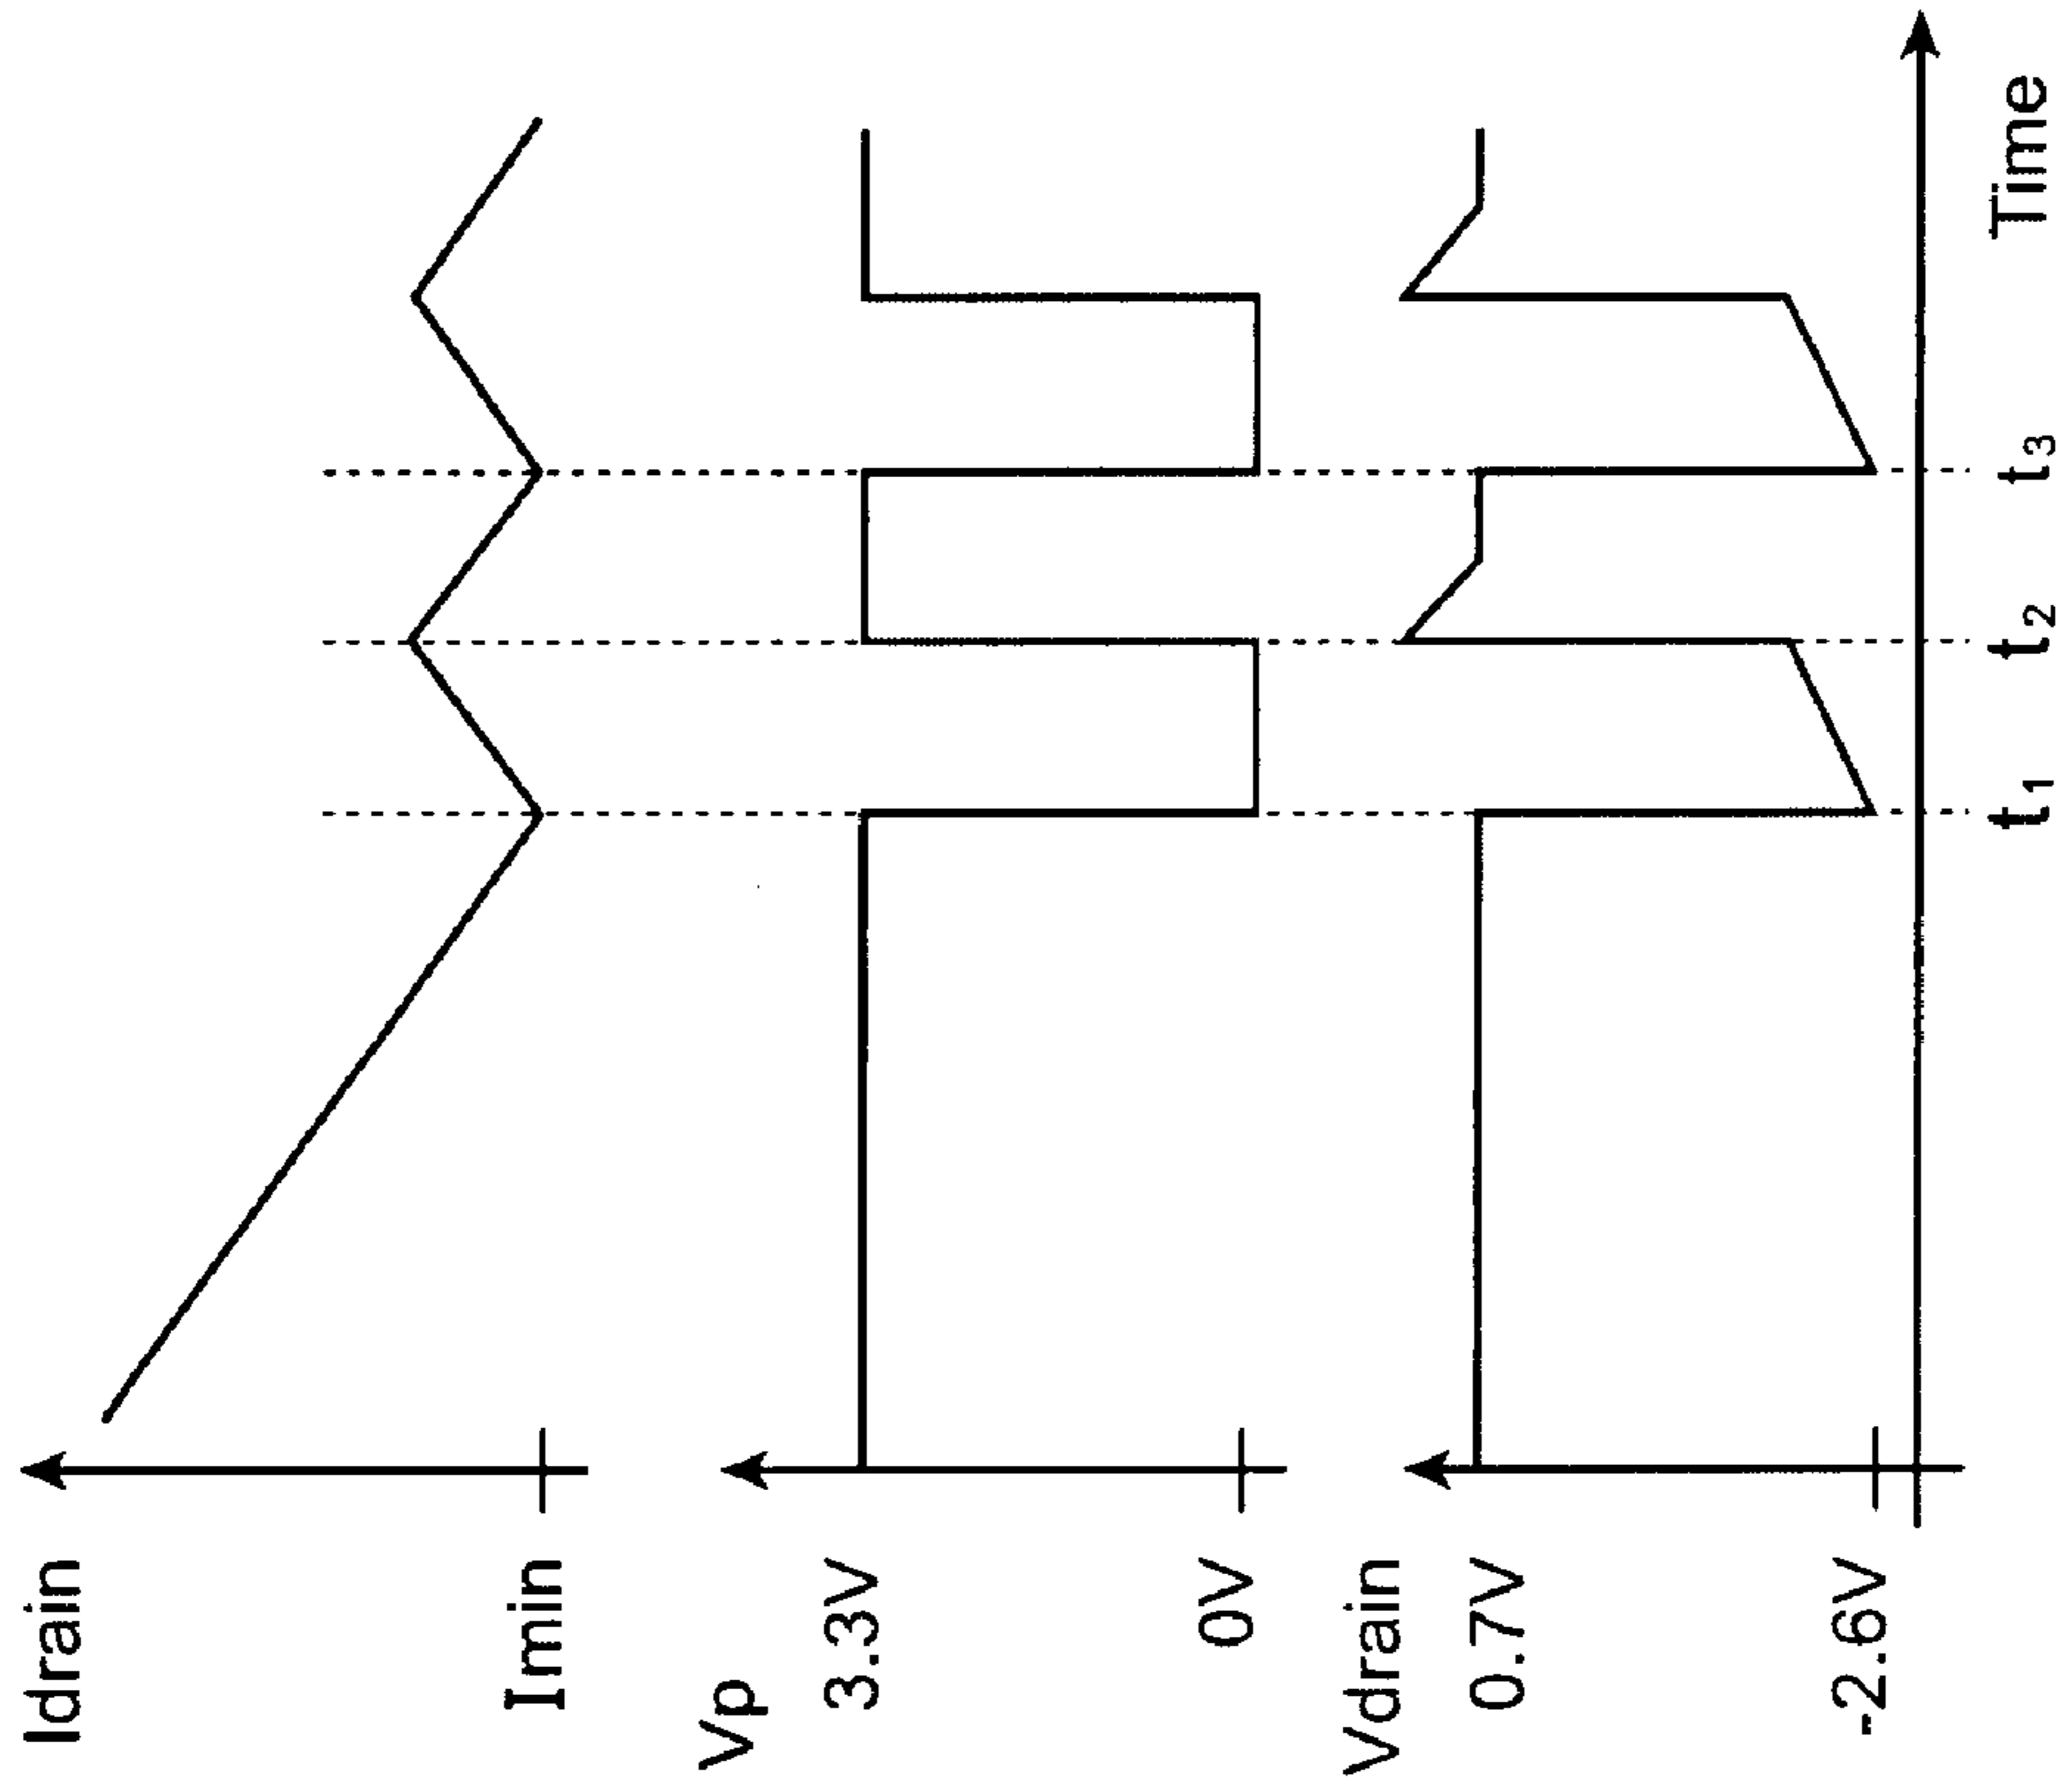 Idrain
Imin
Vp
3.3V
0V
Vdrain
0.7V
-2.6V
t1 t2 t3 Time